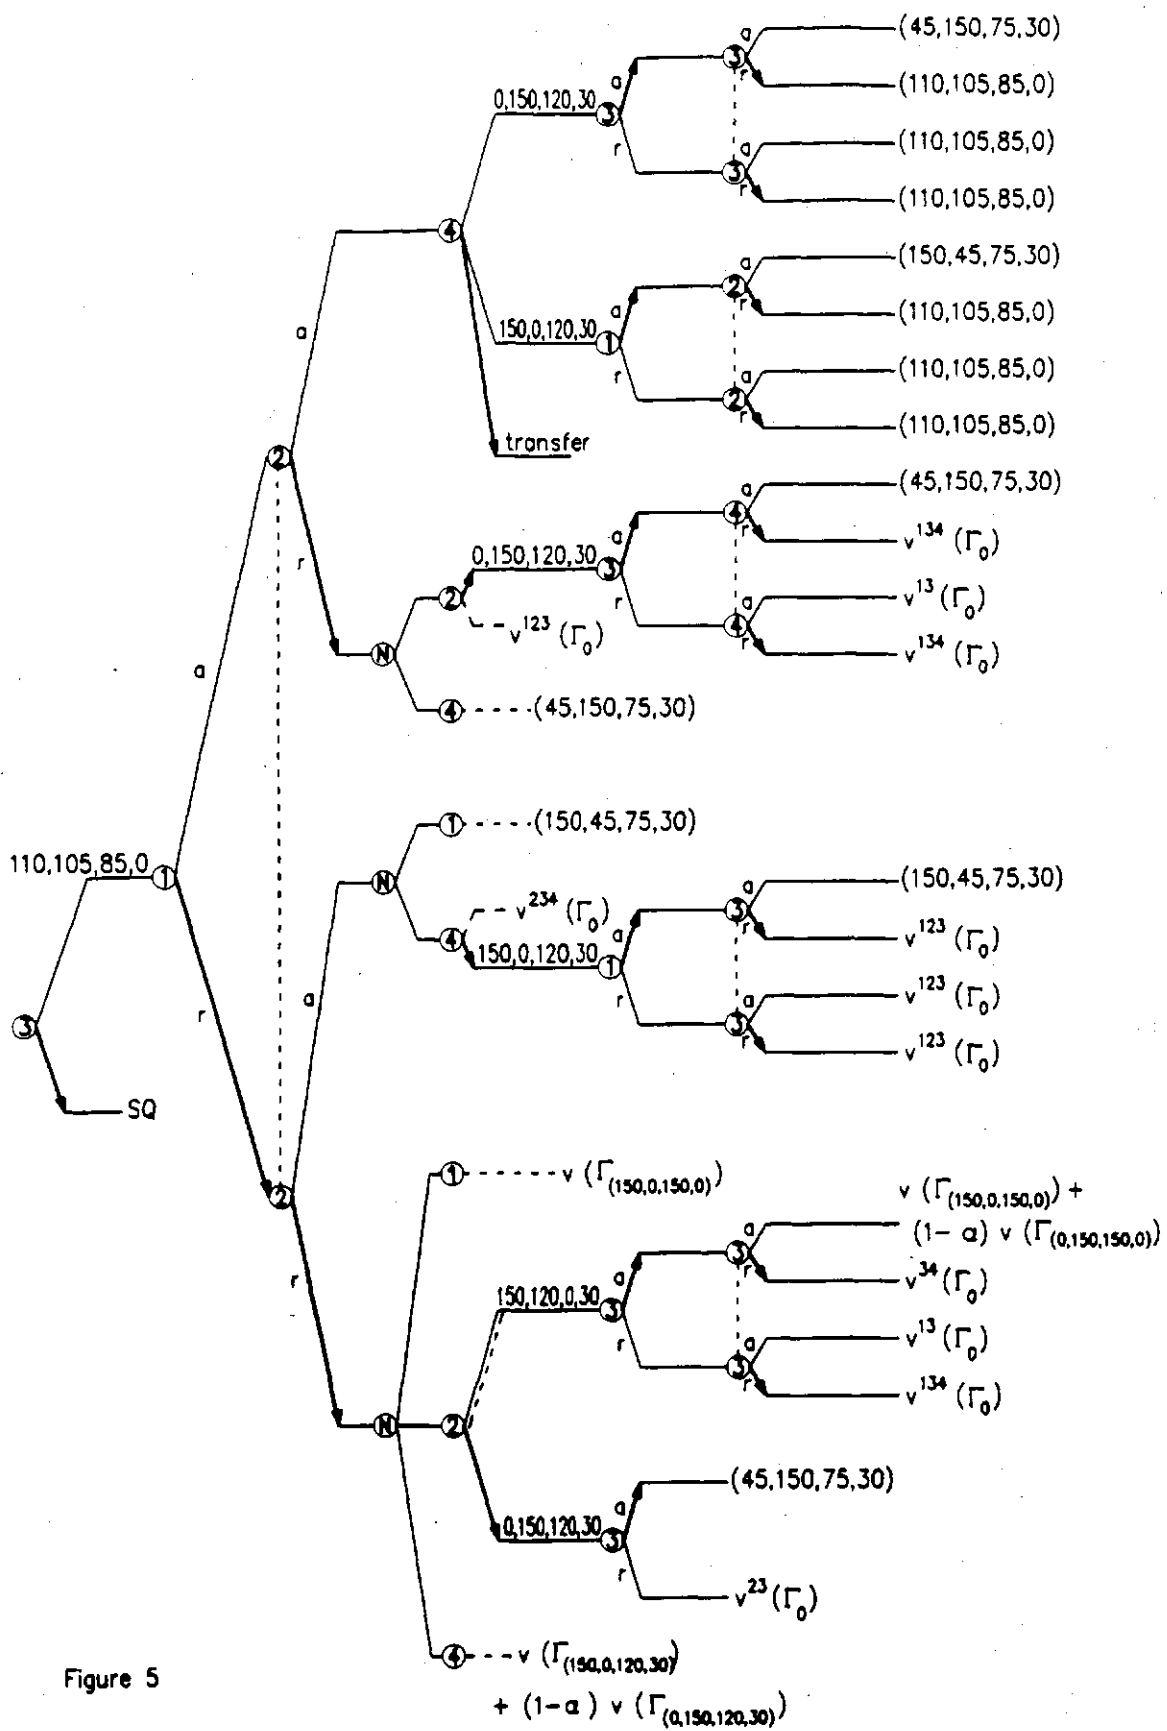 a
(45,150,75,30)
3
r
(110,105,85,0)
0,150,120,30
3
a
r
a
(110,105,85,0)
3
r
(110,105,85,0)
4
a
(150,45,75,30)
2
r
(110,105,85,0)
150,0,120,30
1
a
r
a
(110,105,85,0)
2
r
(110,105,85,0)
transfer
a
2
r
a
(45,150,75,30)
4
r
v^134 (Γ_0)
0,150,120,30
3
a
r
2
v^123 (Γ_0)
a
v^13 (Γ_0)
4
r
v^134 (Γ_0)
N
4
(45,150,75,30)
a
1
(150,45,75,30)
110,105,85,0
1
r
N
a
v^234 (Γ_0)
4
150,0,120,30
1
a
r
a
(150,45,75,30)
3
r
v^123 (Γ_0)
a
v^123 (Γ_0)
3
r
v^123 (Γ_0)
3
SQ
2
r
1
v (Γ_(150,0,150,0))
v (Γ_(150,0,150,0)) +
a
(1- α) v (Γ_(0,150,150,0))
3
r
v^34 (Γ_0)
150,120,0,30
3
a
r
a
v^13 (Γ_0)
3
r
v^134 (Γ_0)
N
2
(45,150,75,30)
0,150,120,30
3
a
r
v^23 (Γ_0)
4
v (Γ_(150,0,120,30))
+ (1-α) v (Γ_(0,150,120,30))
Figure 5